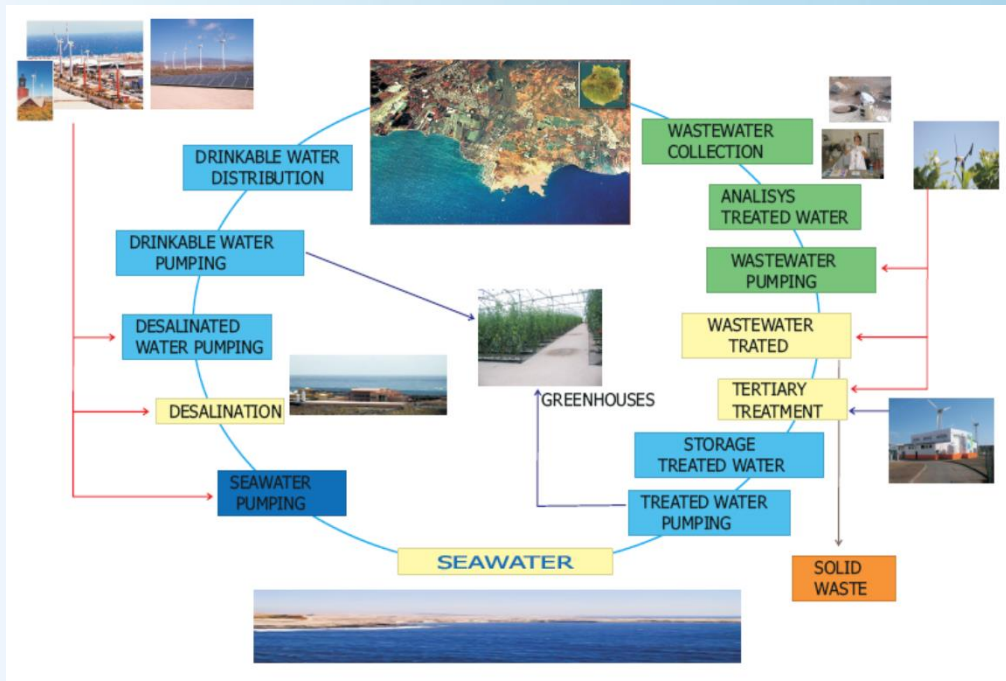 DRINKABLE WATER
DISTRIBUTION
DRINKABLE WATER
PUMPING
DESALINATED
WATER PUMPING
DESALINATION
SEAWATER
PUMPING
SEAWATER
GREENHOUSES
WASTEWATER
COLLECTION
ANALISYS
TREATED WATER
WASTEWATER
PUMPING
WASTEWATER
TRATED
TERTIARY
TREATMENT
STORAGE
TREATED WATER
TREATED WATER
PUMPING
SOLID
WASTE